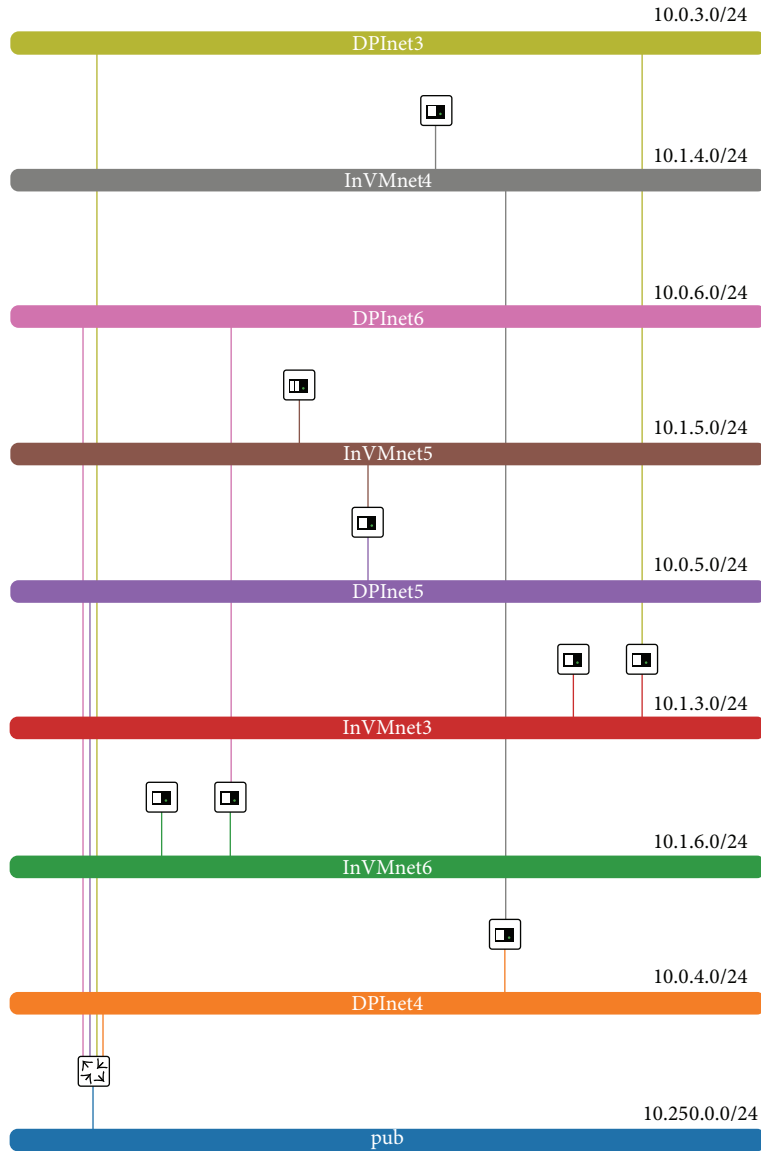 10.0.3.0/24
DPInet3
10.1.4.0/24
InVMnet4
10.0.6.0/24
DPInet6
10.1.5.0/24
InVMnet5
10.0.5.0/24
DPInet5
10.1.3.0/24
InVMnet3
10.1.6.0/24
InVMnet6
10.0.4.0/24
DPInet4
10.250.0.0/24
pub